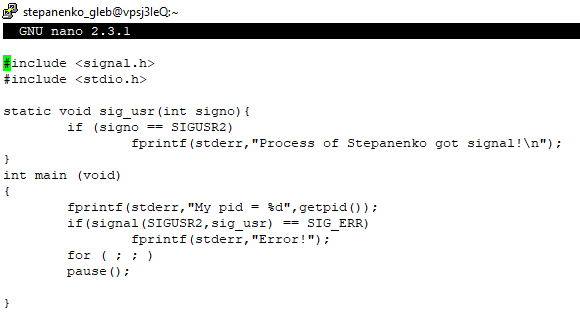 stepanenko_gleb@vpsj3leQ:~
GNU nano 2.3.1
#include <signal.h>
#include <stdio.h>
static void sig_usr(int signo){
        if (signo == SIGUSR2)
                fprintf(stderr,"Process of Stepanenko got signal!\n");
}
int main (void)
{
        fprintf(stderr,"My pid = %d",getpid());
        if(signal(SIGUSR2,sig_usr) == SIG_ERR)
                fprintf(stderr,"Error!");
        for ( ; ; )
        pause();
}